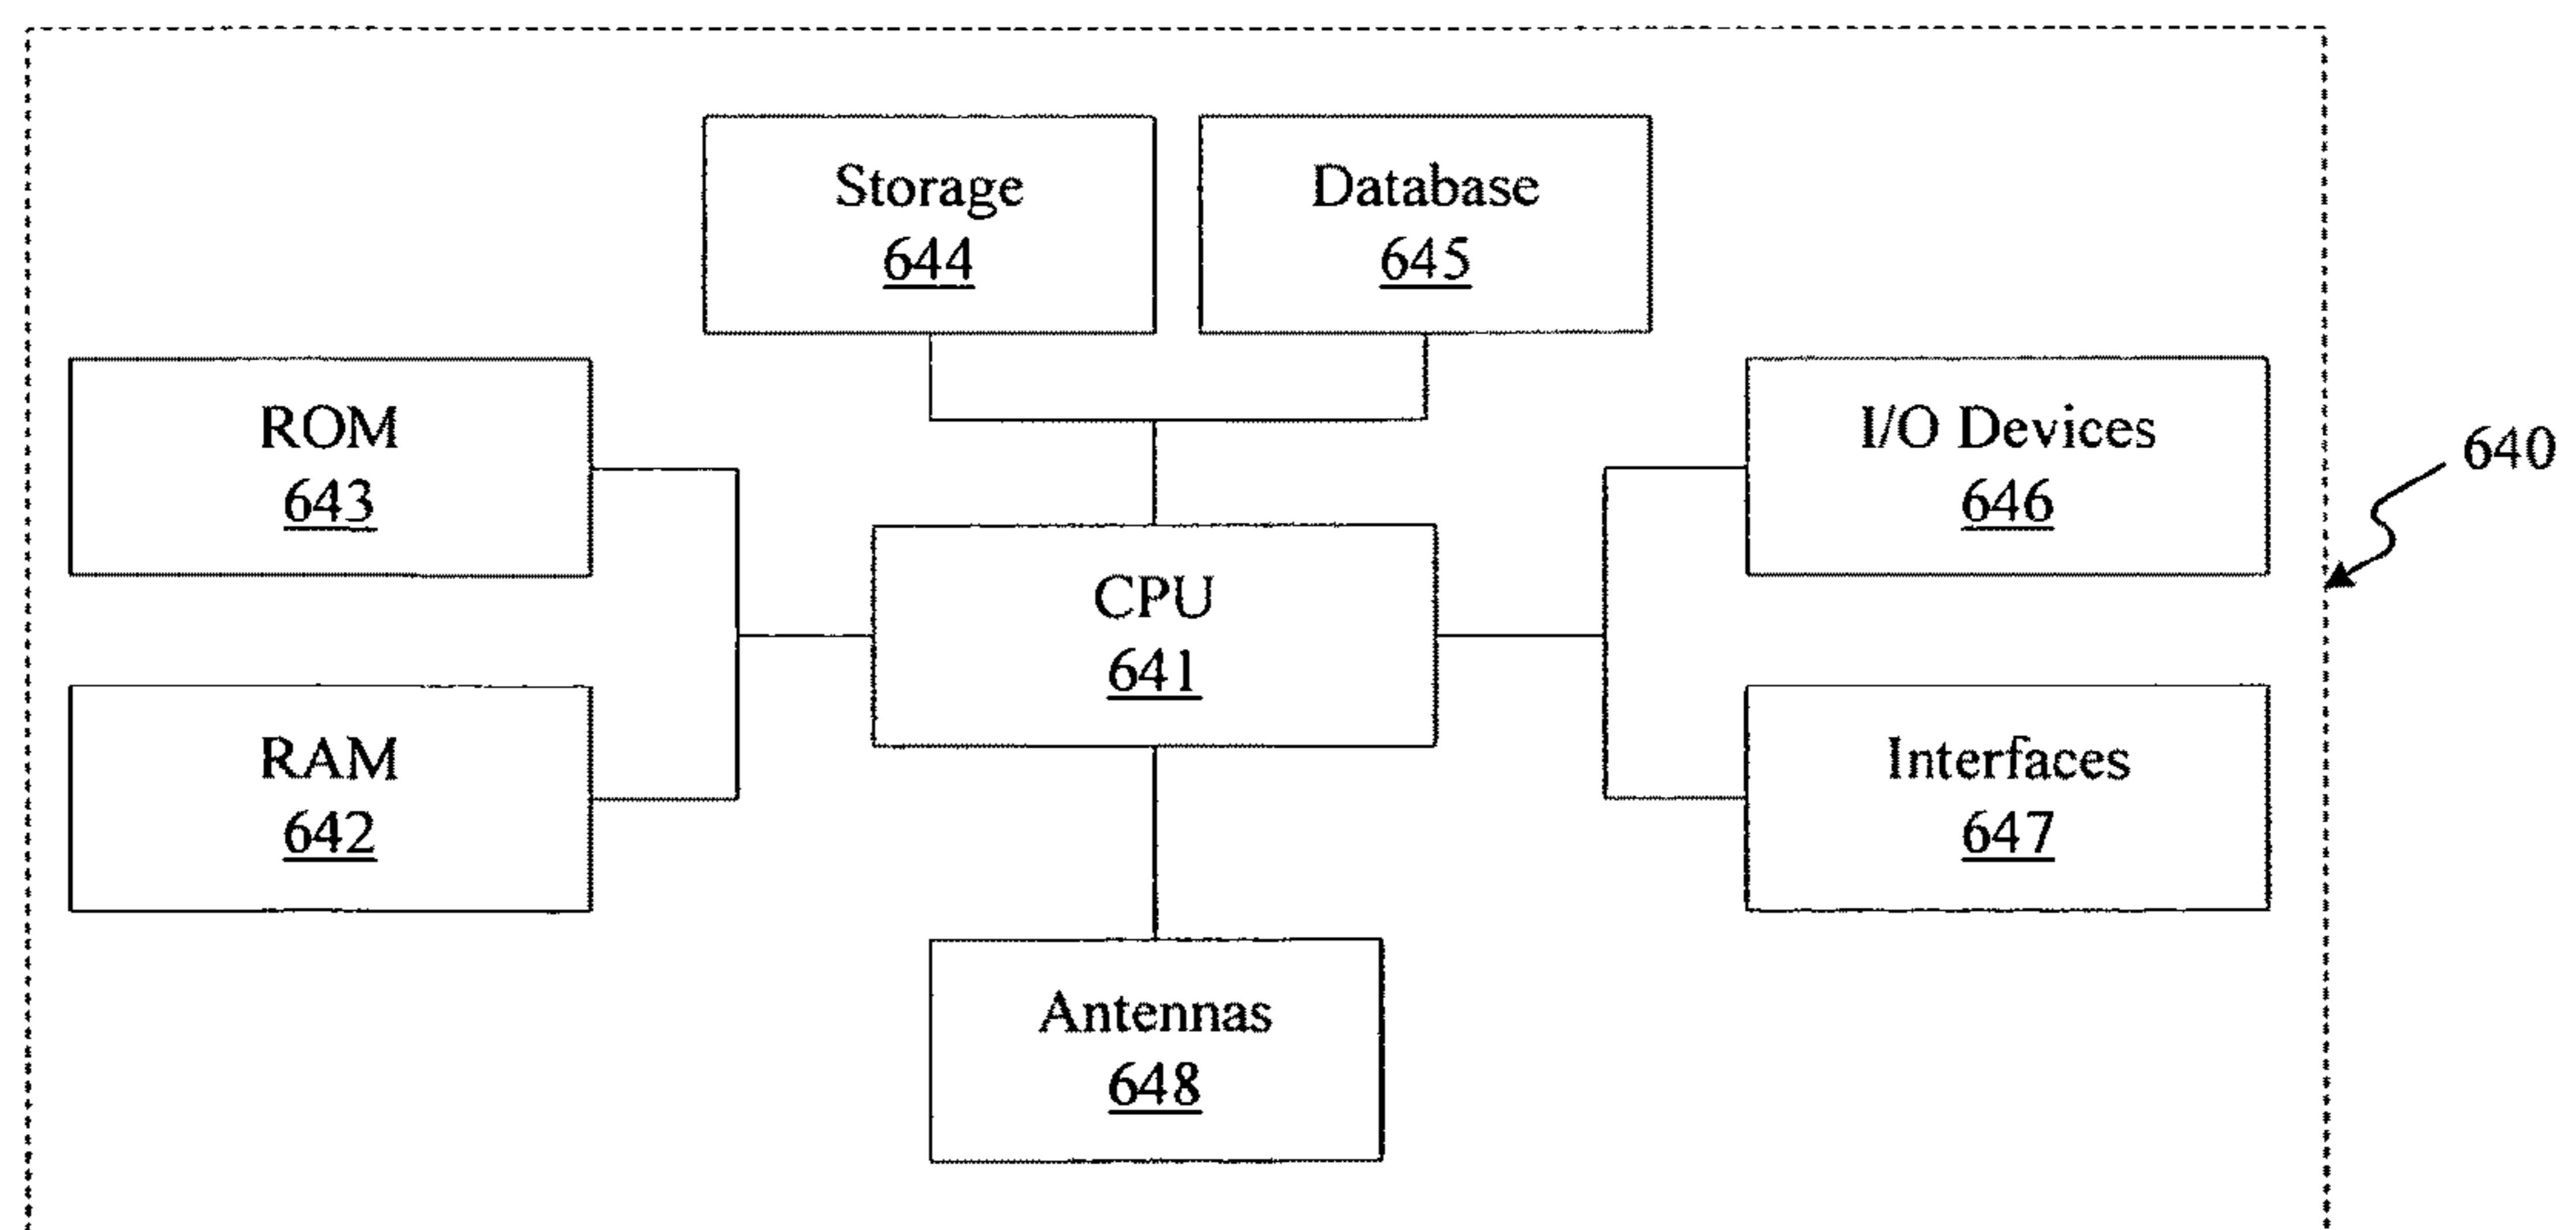 Storage
644
Database
645
ROM
643
I/O Devices
646
640
CPU
641
RAM
642
Interfaces
647
Antennas
648